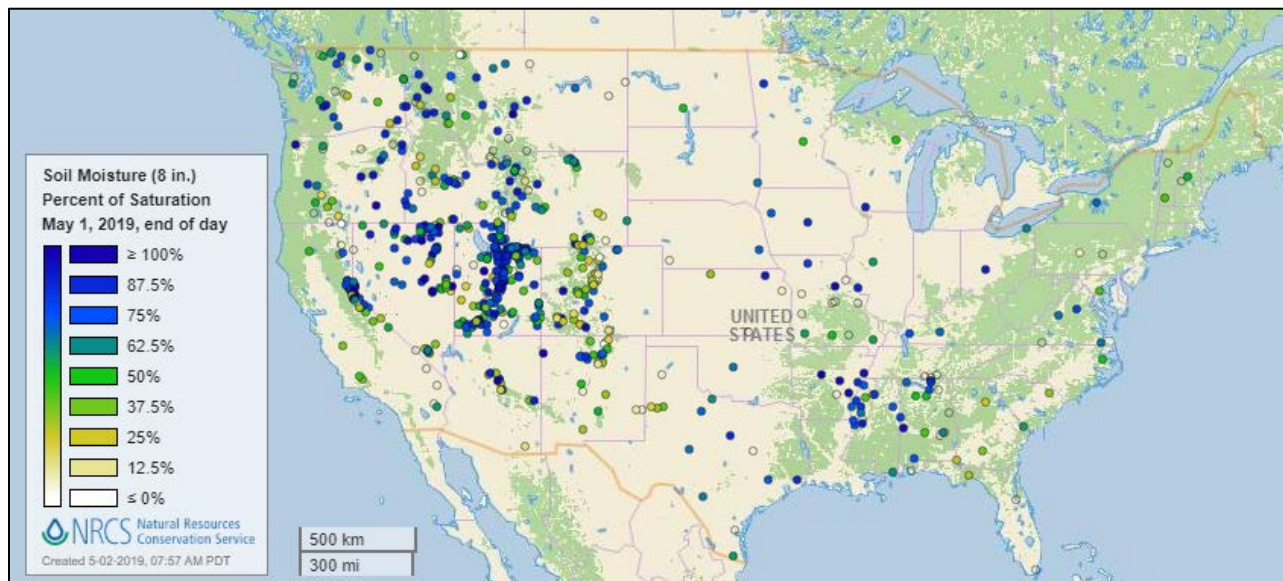 Soil Moisture (8 in.)
Percent of Saturation
May 1, 2019, end of day
≥ 100%
87.5%
75%
62.5%
50%
37.5%
25%
12.5%
≤ 0%
NRCS Natural Resources
Conservation Service
Created 5-02-2019, 07:57 AM PDT
500 km
300 mi
UNITED
STATES